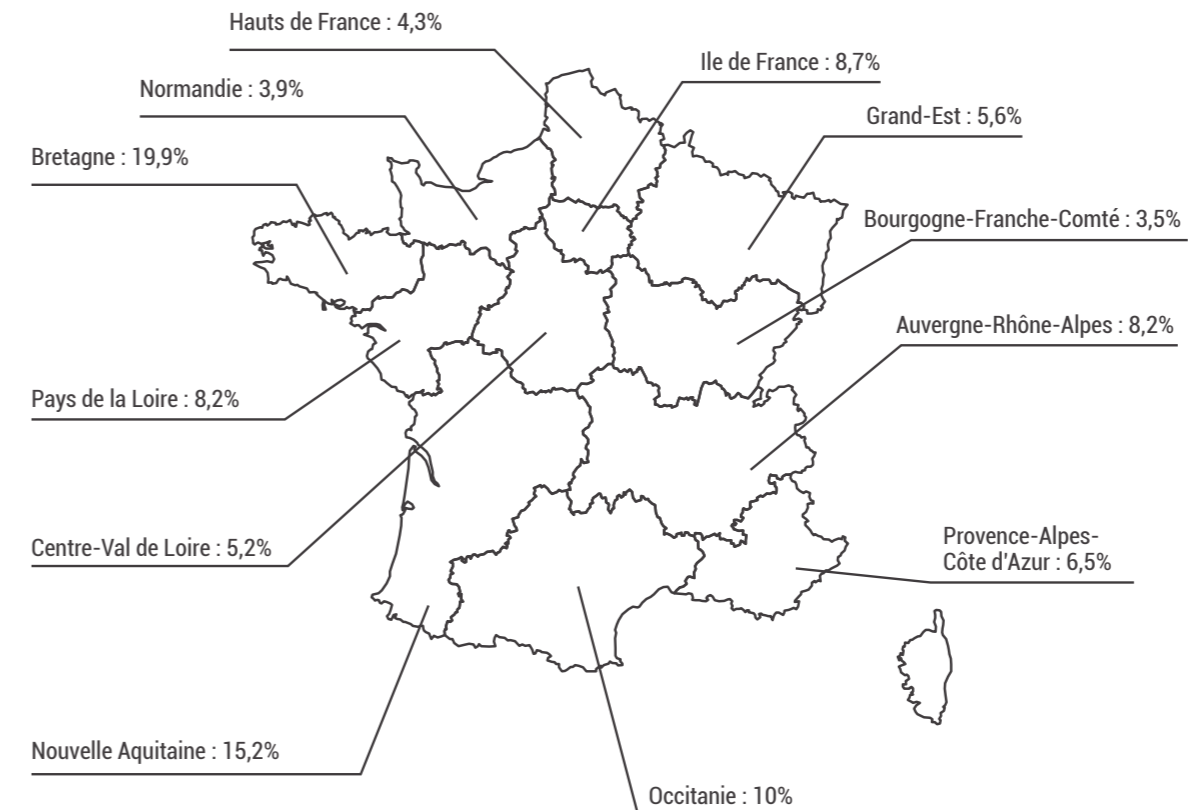 Hauts de France : 4,3%
Ile de France : 8,7%
Normandie : 3,9%
Grand-Est : 5,6%
Bretagne : 19,9%
Bourgogne-Franche-Comté : 3,5%
Auvergne-Rhône-Alpes : 8,2%
Pays de la Loire : 8,2%
Centre-Val de Loire : 5,2%
Provence-Alpes-
Côte d'Azur : 6,5%
Nouvelle Aquitaine : 15,2%
Occitanie : 10%